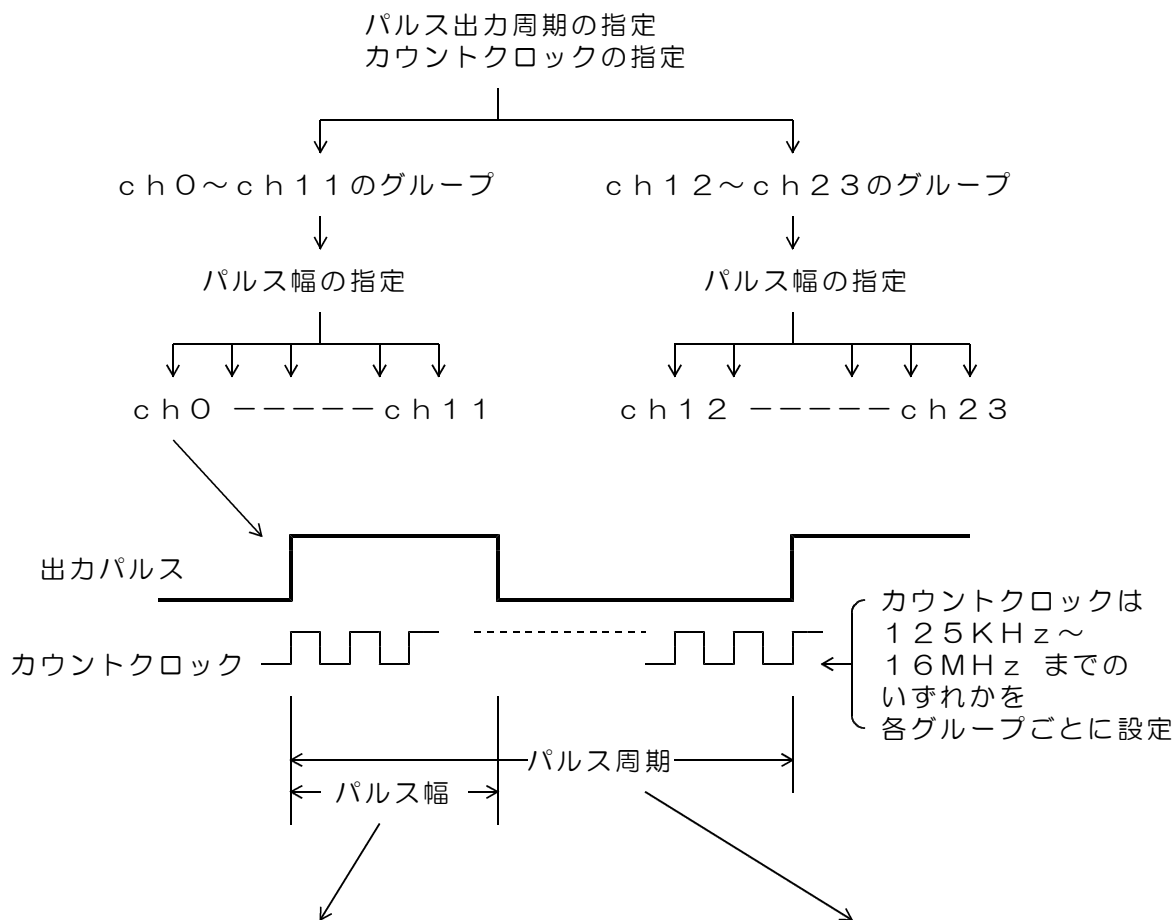 パルス出力周期の指定
カウントクロックの指定
ch0～ch11のグループ
ch12～ch23のグループ
パルス幅の指定
パルス幅の指定
ch0 −−−−−ch11
ch12 −−−−−ch23
出力パルス
カウントクロック
カウントクロックは
125KHz～
16MHz までの
いずれかを
各グループごとに設定
パルス周期
パルス幅